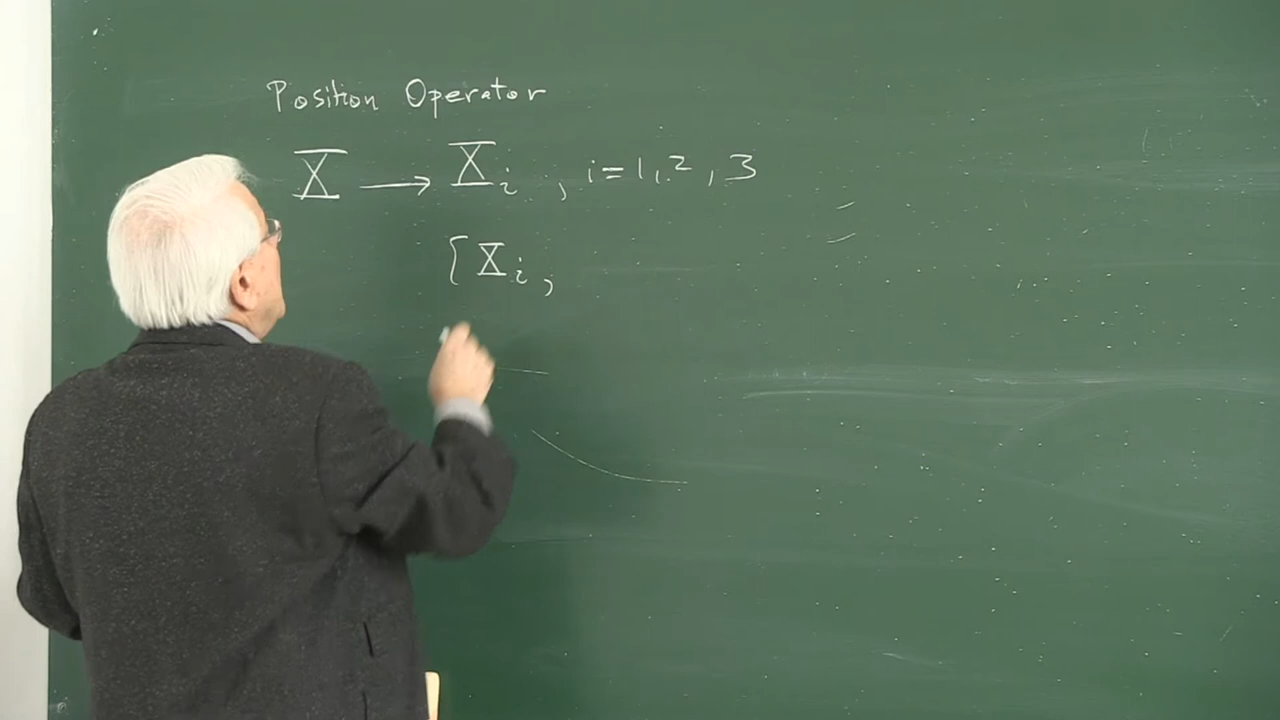 Position Operator
X → X_i , i=1,2,3
[X_i ,